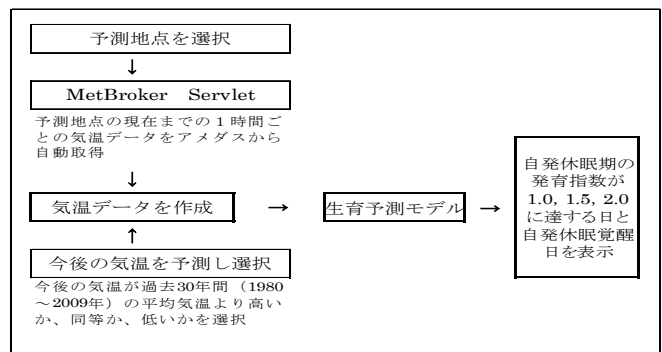 予測地点を選択
↓
MetBroker Servlet
予測地点の現在までの１時間ご
との気温データをアメダスから
自動取得
↓
気温データを作成
→
生育予測モデル
→
自発休眠期の
発育指数が
1.0, 1.5, 2.0
に達する日と
自発休眠覚醒
日を表示
↑
今後の気温を予測し選択
今後の気温が過去30年間（1980
～2009年）の平均気温より高い
か、同等か、低いかを選択